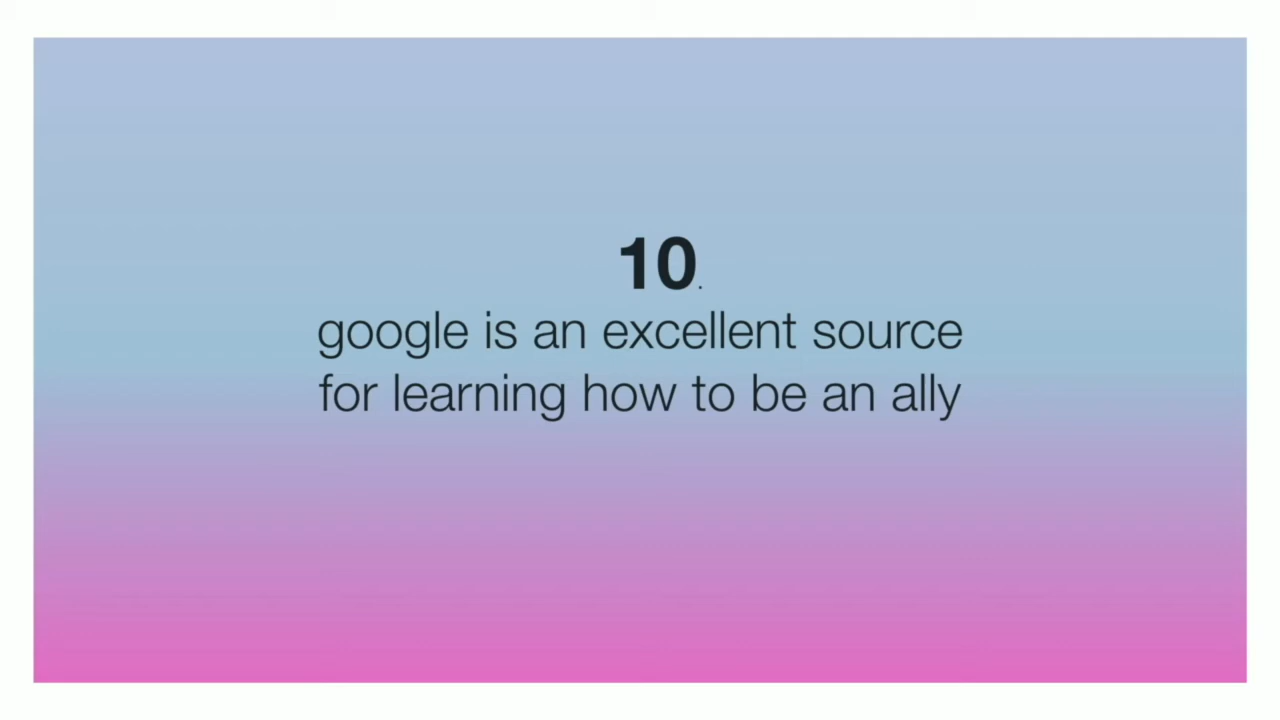 10.
google is an excellent source
for learning how to be an ally